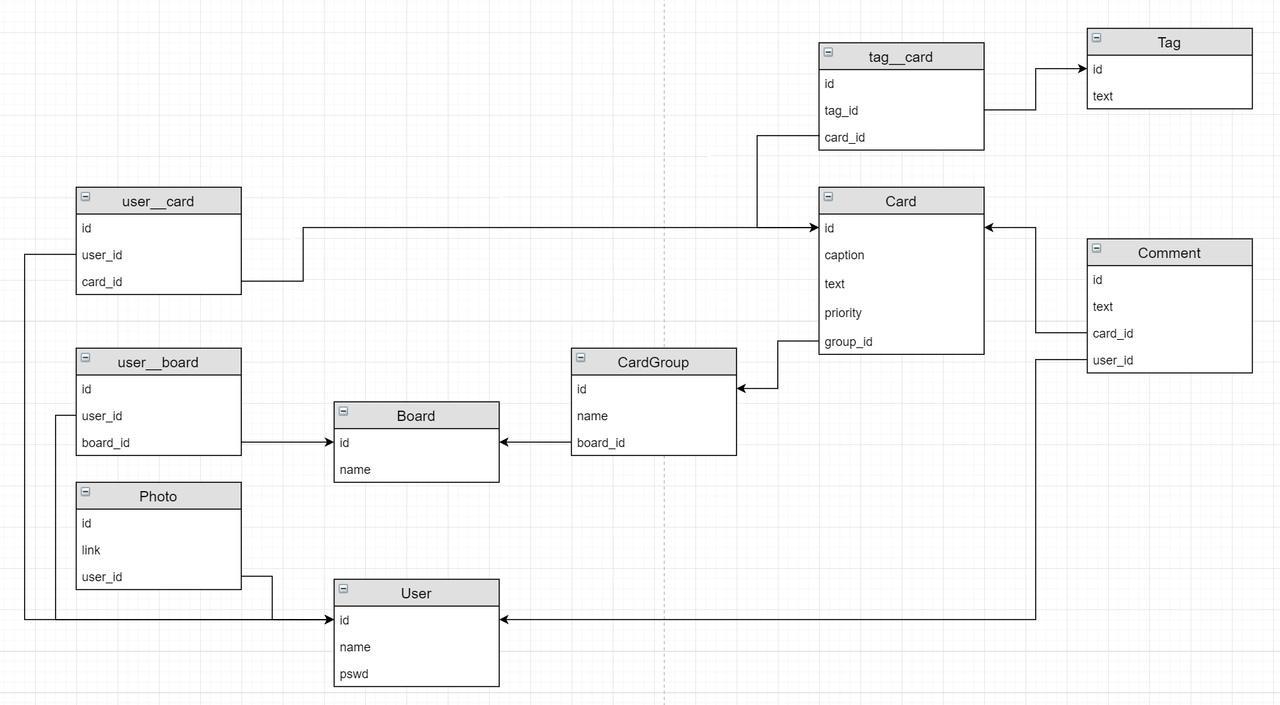 tag__card
id
tag_id
card_id
Tag
id
text
user__card
id
user_id
card_id
Card
id
caption
text
priority
group_id
Comment
id
text
card_id
user_id
user__board
id
user_id
board_id
Board
id
name
CardGroup
id
name
board_id
Photo
id
link
user_id
User
id
name
pswd